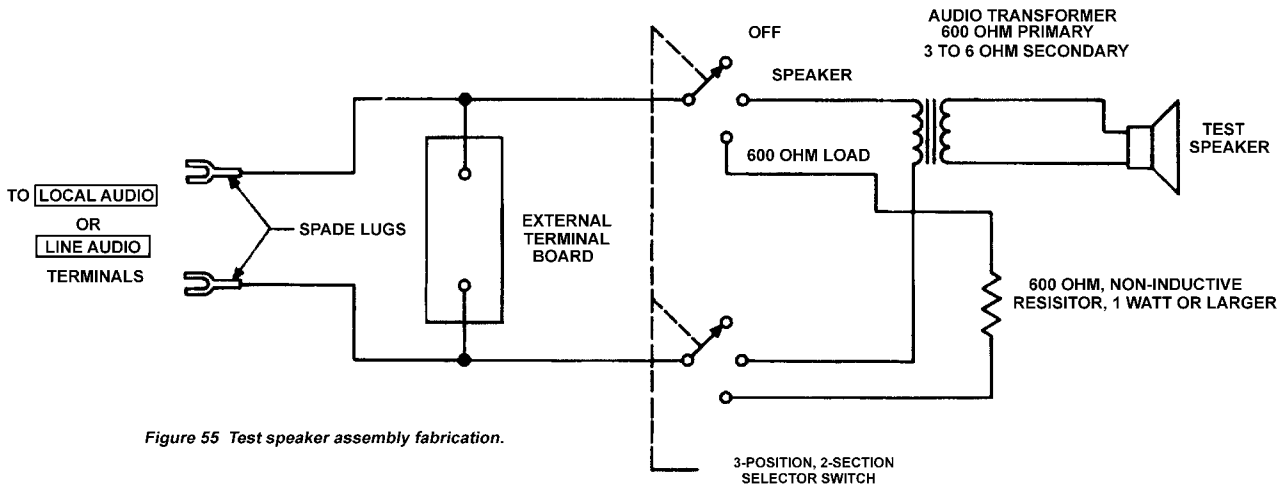 AUDIO TRANSFORMER
600 OHM PRIMARY
3 TO 6 OHM SECONDARY
OFF
SPEAKER
600 OHM LOAD
TEST
SPEAKER
TO LOCAL AUDIO
OR
LINE AUDIO
TERMINALS
SPADE LUGS
EXTERNAL
TERMINAL
BOARD
600 OHM, NON-INDUCTIVE
RESISITOR, 1 WATT OR LARGER
Figure 55 Test speaker assembly fabrication.
3-POSITION, 2-SECTION
SELECTOR SWITCH